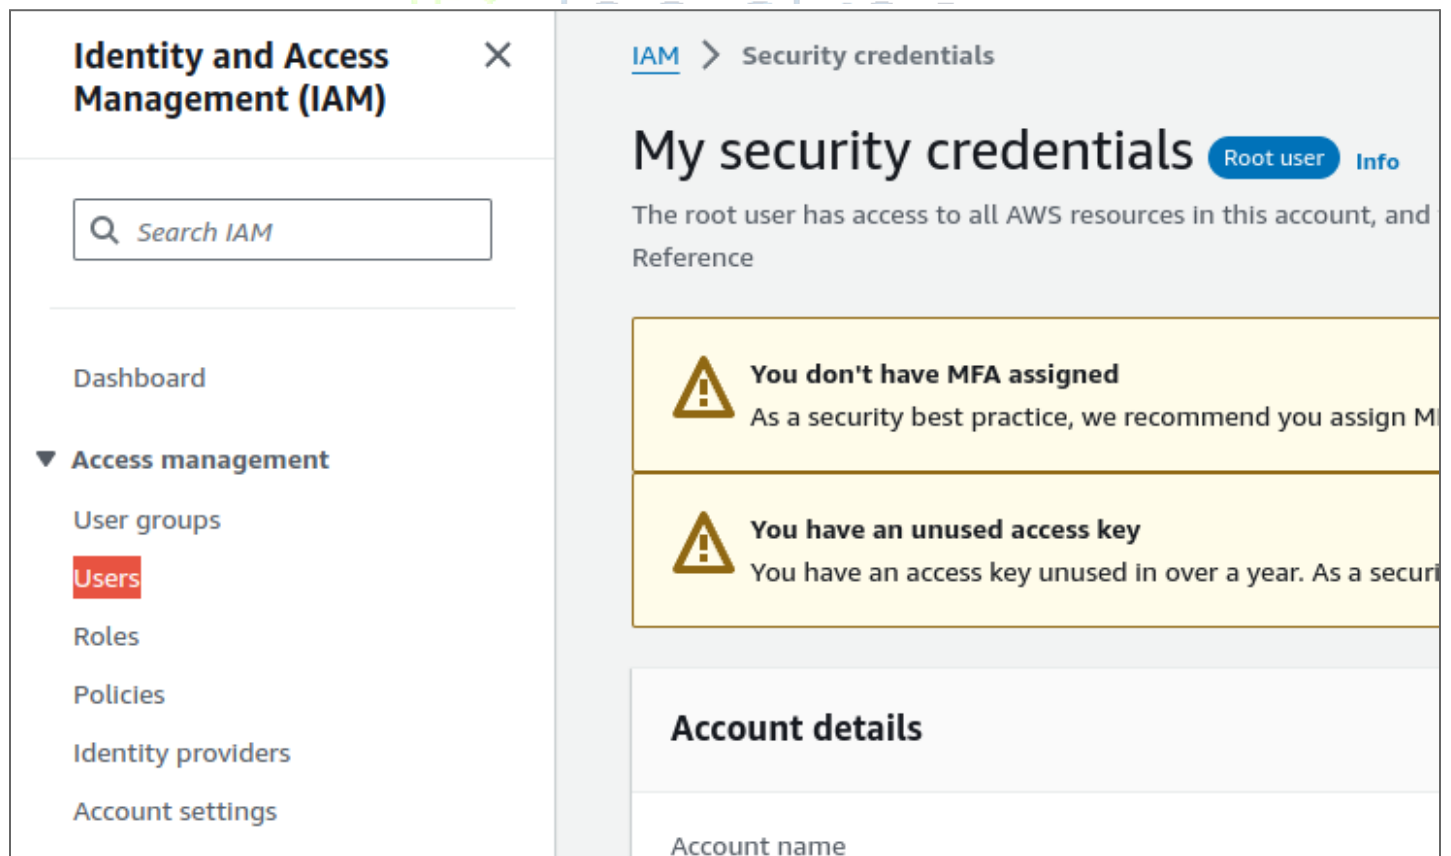 Identity and Access
Management (IAM)
Search IAM
Dashboard
Access management
User groups
Users
Roles
Policies
Identity providers
Account settings
IAM > Security credentials
My security credentials Root user Info
The root user has access to all AWS resources in this account, and
Reference
You don't have MFA assigned
As a security best practice, we recommend you assign
You have an unused access key
You have an access key unused in over a year. As a
Account details
Account name